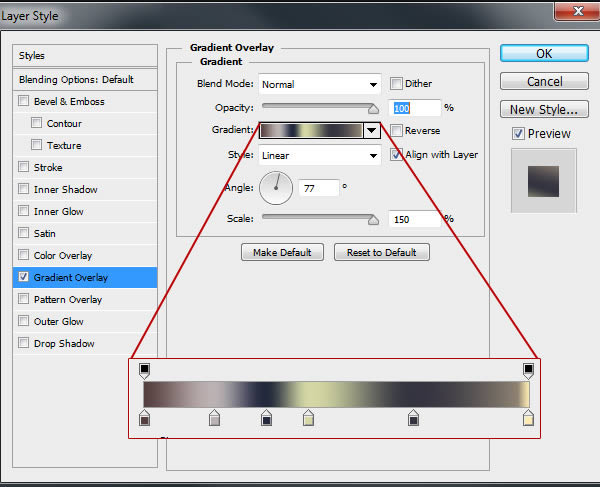 Layer Style
Styles
Blending Options: Default
Bevel & Emboss
Contour
Texture
Stroke
Inner Shadow
Inner Glow
Satin
Color Overlay
Gradient Overlay
Pattern Overlay
Outer Glow
Drop Shadow
Gradient Overlay
Gradient
Blend Mode: Normal Dither
Opacity: 100 %
Gradient: Reverse
Style: Linear Align with Layer
Angle: 77 °
Scale: 150 %
Make Default Reset to Default
OK
Cancel
New Style...
Preview